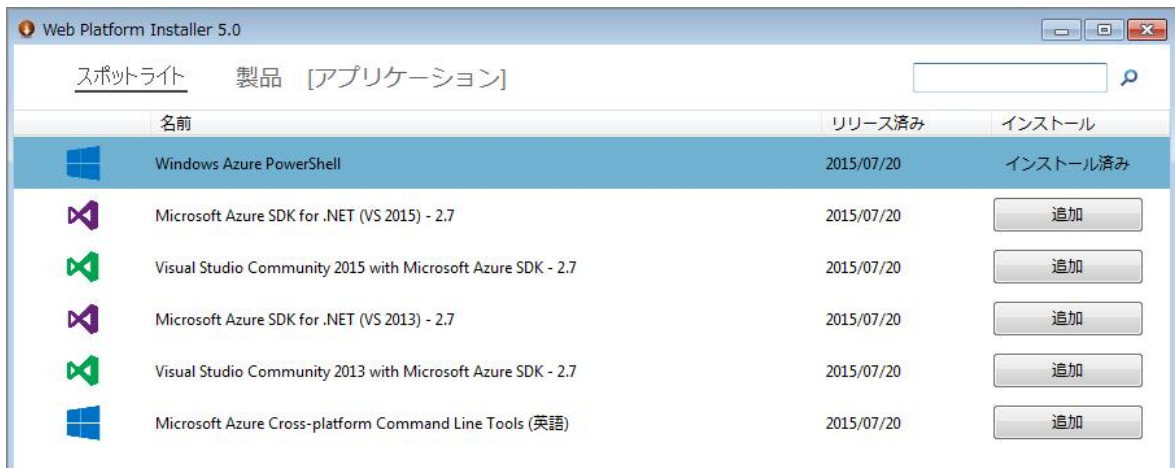 Web Platform Installer 5.0
スポットライト 製品 [アプリケーション]
名前 リリース済み インストール
Windows Azure PowerShell 2015/07/20 インストール済み
Microsoft Azure SDK for .NET (VS 2015) - 2.7 2015/07/20 追加
Visual Studio Community 2015 with Microsoft Azure SDK - 2.7 2015/07/20 追加
Microsoft Azure SDK for .NET (VS 2013) - 2.7 2015/07/20 追加
Visual Studio Community 2013 with Microsoft Azure SDK - 2.7 2015/07/20 追加
Microsoft Azure Cross-platform Command Line Tools (英語) 2015/07/20 追加